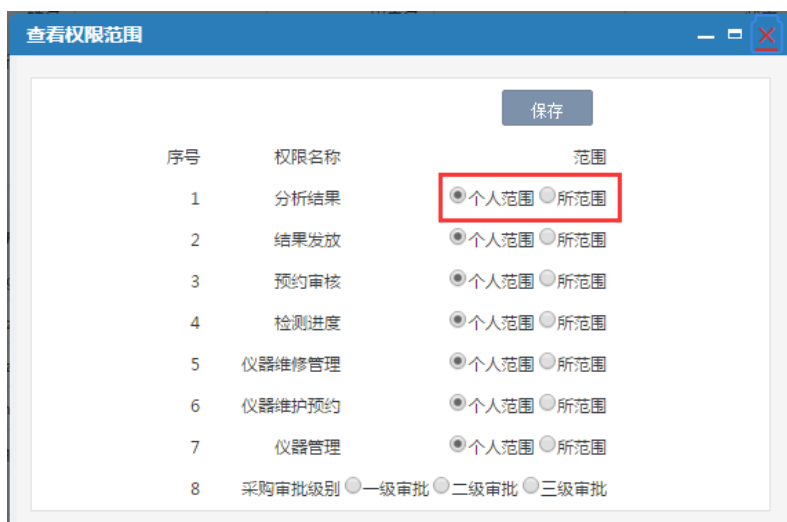 查看权限范围
保存
序号 权限名称 范围
1 分析结果 个人范围 所范围
2 结果发放 个人范围 所范围
3 预约审核 个人范围 所范围
4 检测进度 个人范围 所范围
5 仪器维修管理 个人范围 所范围
6 仪器维护预约 个人范围 所范围
7 仪器管理 个人范围 所范围
8 采购审批级别 一级审批 二级审批 三级审批